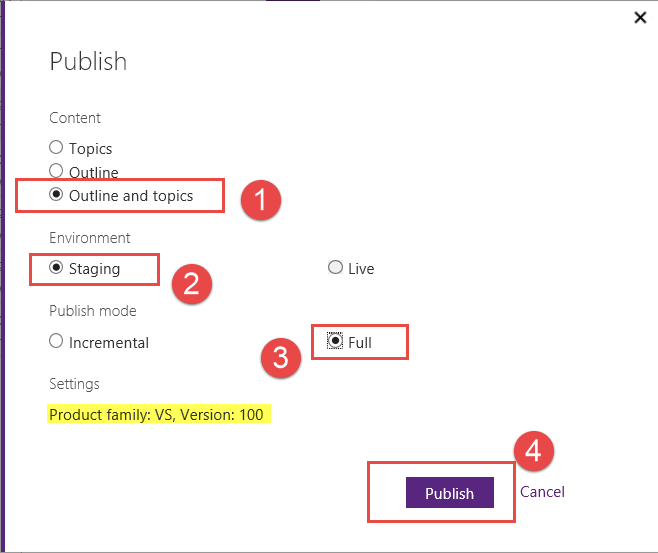 Publish
Content
Topics
Outline
Outline and topics
1
Environment
Staging
Live
2
Publish mode
Incremental
3
Full
Settings
Product family: VS, Version: 100
4
Publish
Cancel